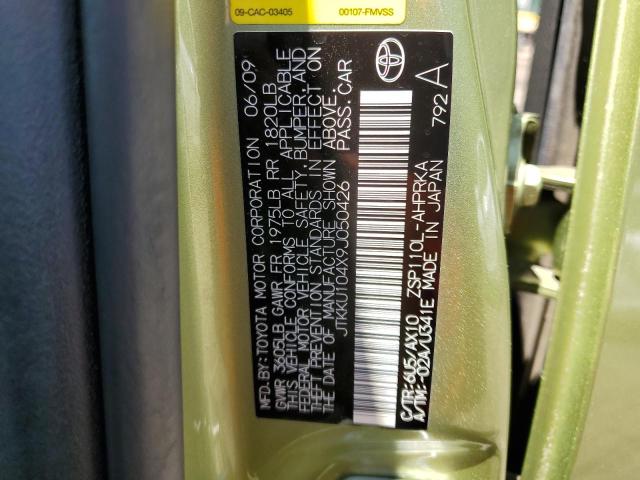 09-CAC-03405 00107-FMVSS
MFD.BY:TOYOTA MOTOR CORPORATION 06/09
GVWR 3605LB GAWR FR 1975LB RR 1820LB
THIS VEHICLE CONFORMS TO ALL APPLICABLE
FEDERAL MOTOR VEHICLE SAFETY, BUMPER, AND
THEFT PREVENTION STANDARDS IN EFFECT ON
THE DATE OF MANUFACTURE SHOWN ABOVE.
JTKKU104X9J050426 PASS.CAR
TOYOTA
C/TR:6U5/AX10 ZSP110L-AHPRKA
A/TM:-02A/U341E MADE IN JAPAN 792 A